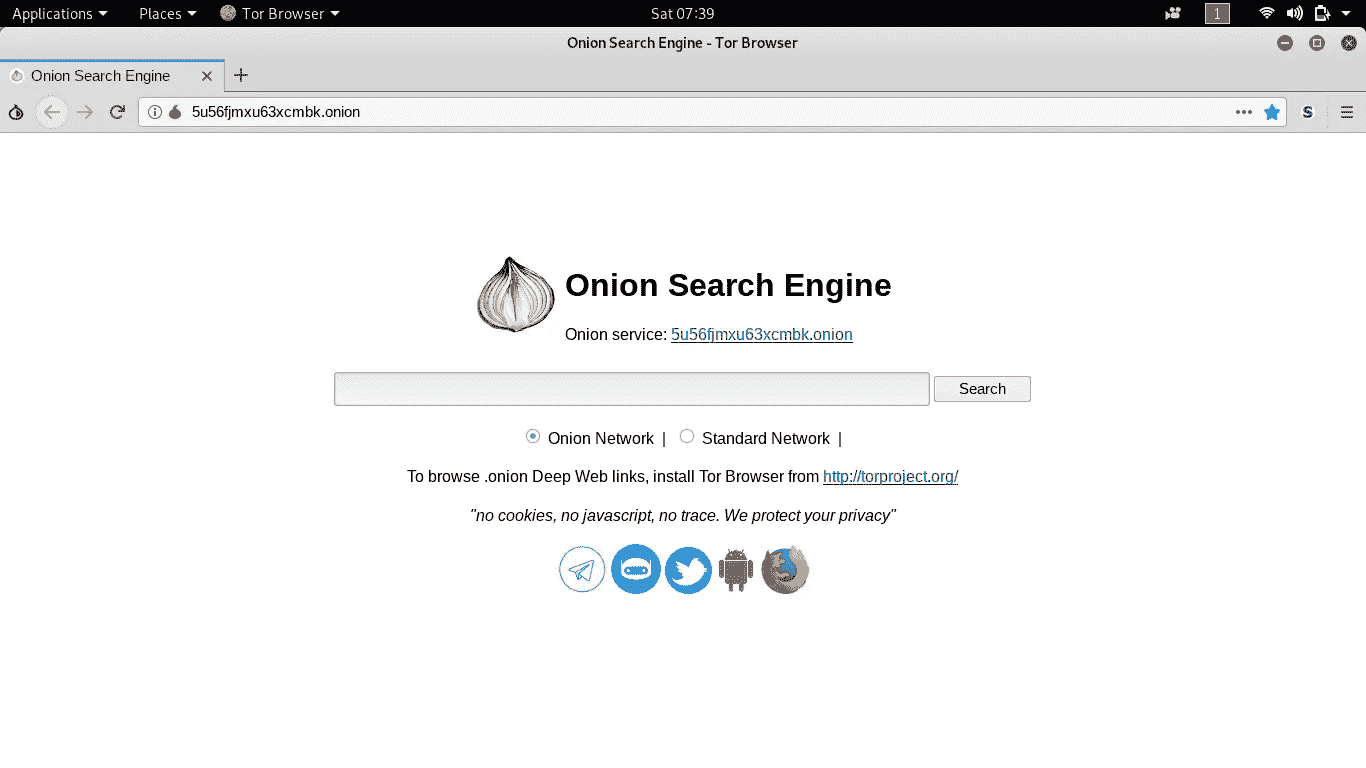 Applications Places Tor Browser Sat 07:39 1
Onion Search Engine - Tor Browser
Onion Search Engine
5u56fjmxu63xcmbk.onion S
Onion Search Engine
Onion service: 5u56fjmxu63xcmbk.onion
Search
Onion Network | Standard Network |
To browse .onion Deep Web links, install Tor Browser from http://torproject.org/
"no cookies, no javascript, no trace. We protect your privacy"